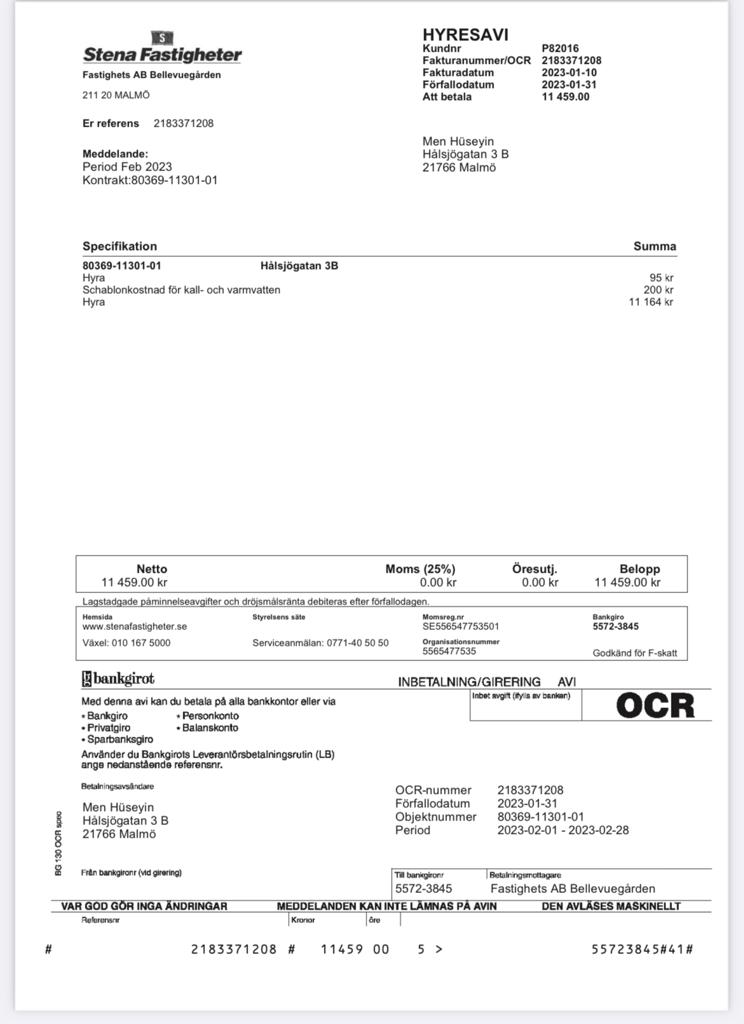 S
Stena Fastigheter
Fastighets AB Bellevuegården
211 20 MALMÖ
Er referens 2183371208
Meddelande:
Period Feb 2023
Kontrakt:80369-11301-01
HYRESAVI
Kundnr P82016
Fakturanummer/OCR 2183371208
Fakturadatum 2023-01-10
Förfallodatum 2023-01-31
Att betala 11 459.00
Men Hüseyin
Hålsjögatan 3 B
21766 Malmö
Specifikation Summa
80369-11301-01 Hålsjögatan 3B
Hyra 95 kr
Schablonkostnad för kall- och varmvatten 200 kr
Hyra 11 164 kr
Netto Moms (25%) Öresutj. Belopp
11 459.00 kr 0.00 kr 0.00 kr 11 459.00 kr
Lagstadgade påminnelseavgifter och dröjsmålsränta debiteras efter förfallodagen.
Hemsida Styrelsens säte Momsreg.nr Bankgiro
www.stenafastigheter.se SE556547753501 5572-3845
Växel: 010 167 5000 Serviceanmälan: 0771-40 50 50 Organisationsnummer
5565477535 Godkänd för F-skatt
bankgirot
INBETALNING/GIRERING AVI
Inbet avgift (ifylls av banken)
OCR
Med denna avi kan du betala på alla bankkontor eller via
• Bankgiro • Personkonto
• Privatgiro • Balanskonto
• Sparbanksgiro
Använder du Bankgirots Leverantörsbetalningsrutin (LB)
ange nedanstående referensnr.
Betalningsavsändare
Men Hüseyin
Hålsjögatan 3 B
21766 Malmö
OCR-nummer 2183371208
Förfallodatum 2023-01-31
Objektnummer 80369-11301-01
Period 2023-02-01 - 2023-02-28
BG 130 OCR spec
Från bankgironr (vid girering) Till bankgironr Betalningsmottagare
5572-3845 Fastighets AB Bellevuegården
VAR GOD GÖR INGA ÄNDRINGAR MEDDELANDEN KAN INTE LÄMNAS PÅ AVIN DEN AVLÄSES MASKINELLT
Referensnr Kronor öre
# 2183371208 # 11459 00 5 > 55723845#41#